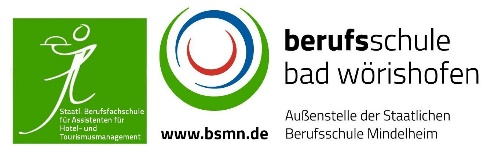 Staatl. Berufsfachschule
für Assistenten für
Hotel- und
Tourismusmanagement
www.bsmn.de
berufsschule
bad wörishofen
Außenstelle der Staatlichen
Berufsschule Mindelheim